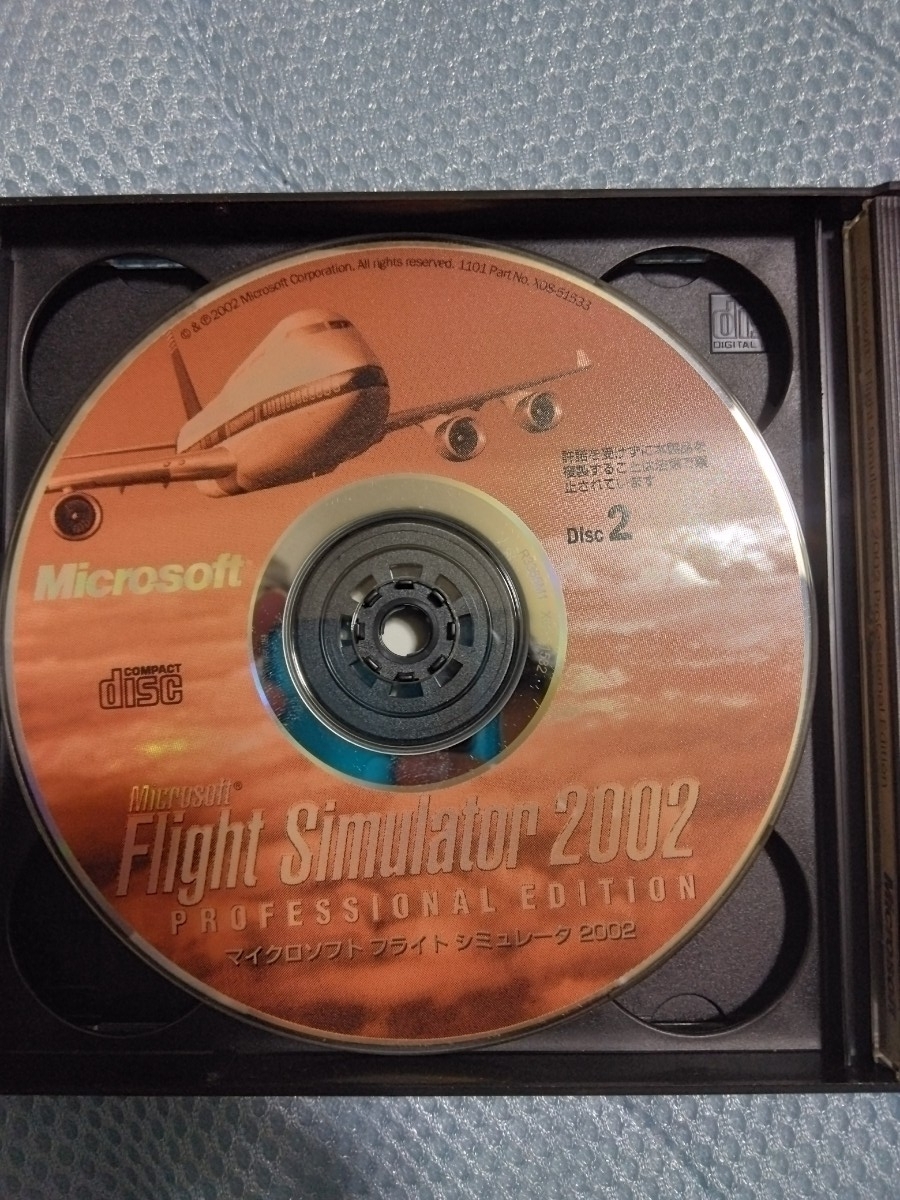 © & ℗2002 Microsoft Corporation. All rights reserved. 1101 Part No. X08-51533
許諾を受けずに本製品を
複製することは法律で禁
止されています
Disc 2
Microsoft
COMPACT
disc
Microsoft®
Flight Simulator 2002
PROFESSIONAL EDITION
マイクロソフト フライト シミュレータ 2002
DIGITAL
Microsoft